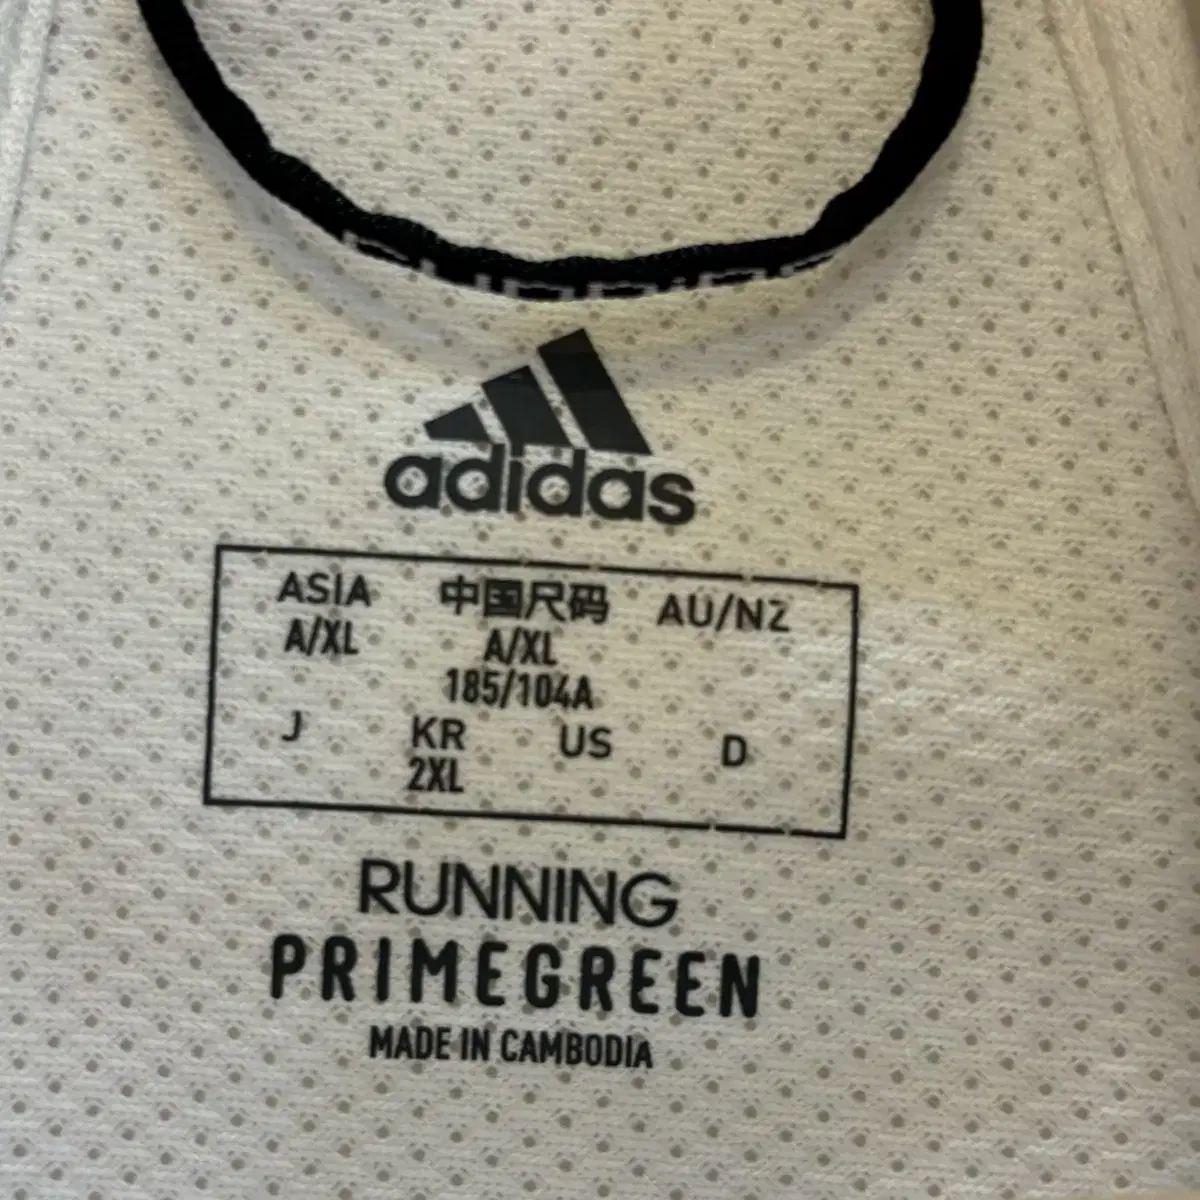 adidas
ASIA 中国尺码 AU/NZ
A/XL A/XL
185/104A
J KR US D
2XL
RUNNING
PRIMEGREEN
MADE IN CAMBODIA